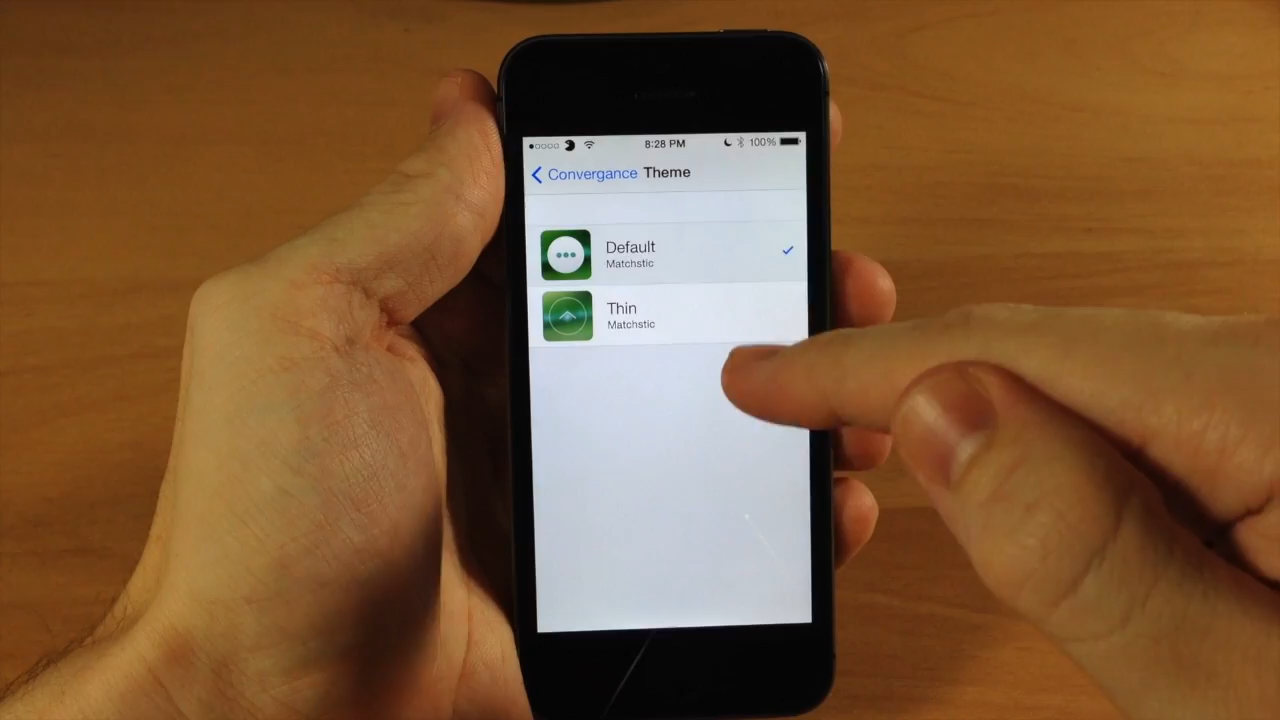 8:28 PM 100%
Convergance Theme
Default
Matchstic
Thin
Matchstic